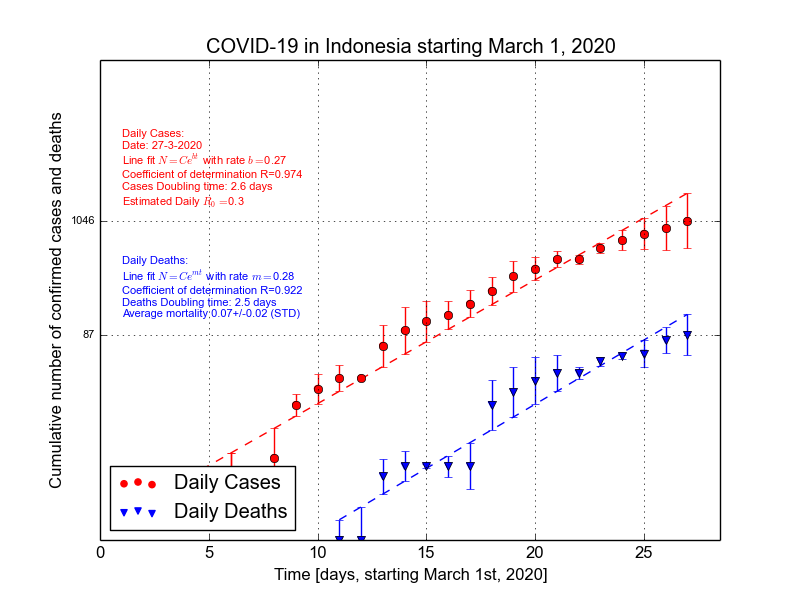 COVID-19 in Indonesia starting March 1, 2020
Cumulative number of confirmed cases and deaths
Daily Cases:
Date: 27-3-2020
Line fit N=Ce^{bt} with rate b=0.27
Coefficient of determination R=0.974
Cases Doubling time: 2.6 days
Estimated Daily R_0=0.3
1046
Daily Deaths:
Line fit N=Ce^{mt} with rate m=0.28
Coefficient of determination R=0.922
Deaths Doubling time: 2.5 days
Average mortality:0.07+/-0.02 (STD)
87
Daily Cases
Daily Deaths
0 5 10 15 20 25
Time [days, starting March 1st, 2020]